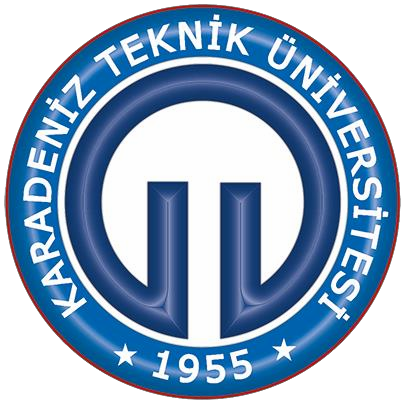 KARADENİZ TEKNİK ÜNİVERSİTESİ
★ 1955 ★